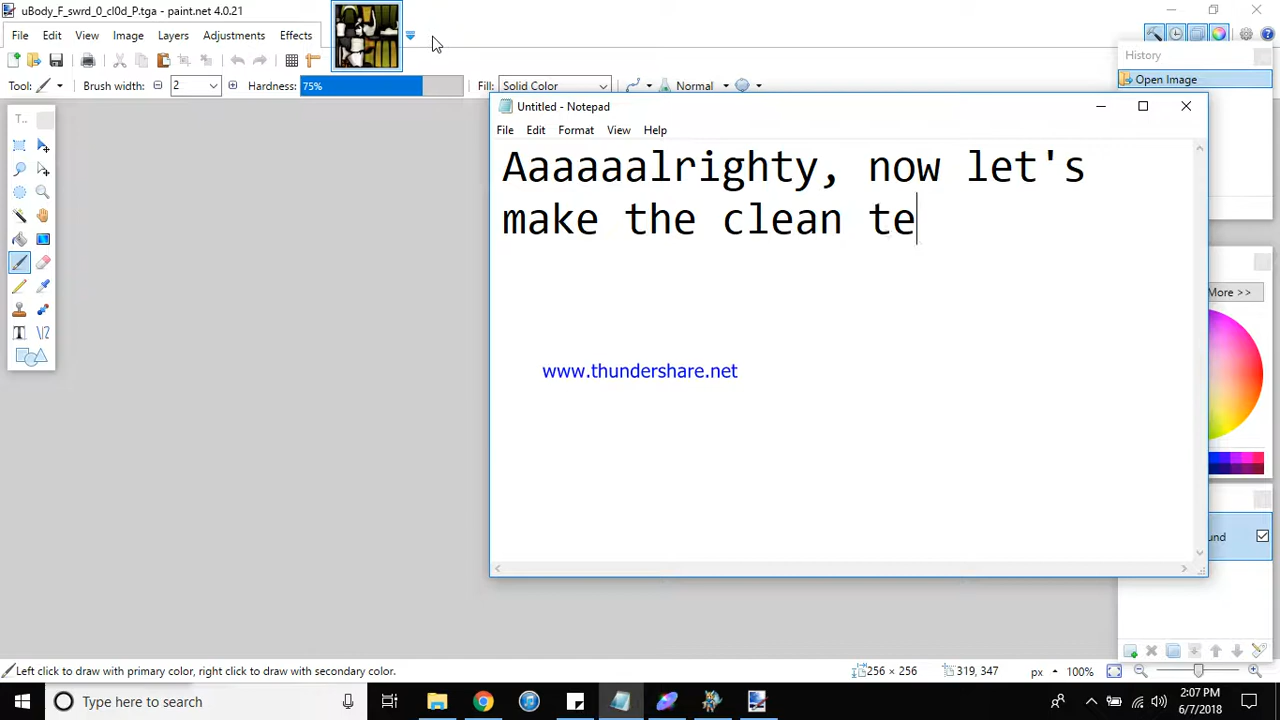 uBody_F_swrd_0_cl0d_P.tga - paint.net 4.0.21
File Edit View Image Layers Adjustments Effects
Tool: Brush width: 2 Hardness: 75% Fill: Solid Color Normal
T...
History
Open Image
Untitled - Notepad
File Edit Format View Help
Aaaaaalrighty, now let's
make the clean te
www.thundershare.net
More >>
und
Left click to draw with primary color, right click to draw with secondary color.
256 × 256
319, 347
px
100%
Type here to search
2:07 PM
6/7/2018